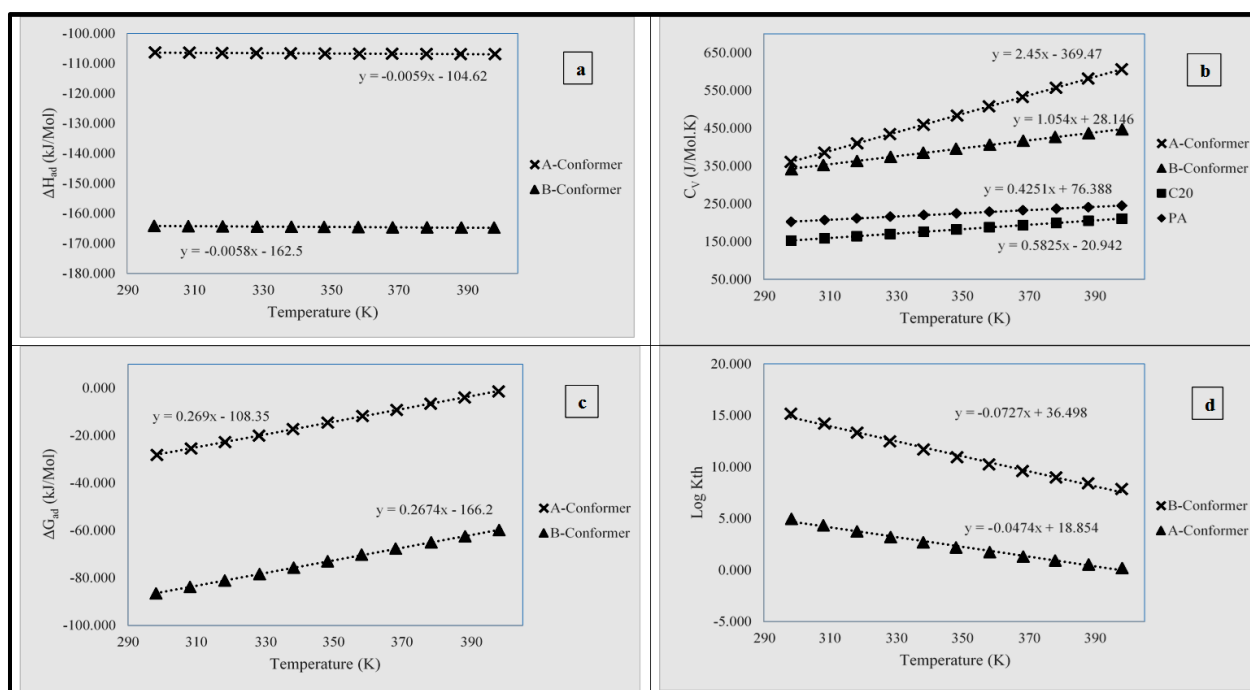 a
-100.000
-110.000
-120.000
-130.000
-140.000
-150.000
-160.000
-170.000
-180.000
ΔHad (kJ/Mol)
y = -0.0059x - 104.62
y = -0.0058x - 162.5
290 310 330 350 370 390
Temperature (K)
A-Conformer
B-Conformer
b
650.000
550.000
450.000
350.000
250.000
150.000
50.000
CV (J/Mol.K)
y = 2.45x - 369.47
y = 1.054x + 28.146
y = 0.4251x + 76.388
y = 0.5825x - 20.942
290 310 330 350 370 390
Temperature (K)
A-Conformer
B-Conformer
C20
PA
c
0.000
-20.000
-40.000
-60.000
-80.000
-100.000
ΔGad (kJ/Mol)
y = 0.269x - 108.35
y = 0.2674x - 166.2
290 310 330 350 370 390
Temperature (K)
A-Conformer
B-Conformer
d
20.000
15.000
10.000
5.000
0.000
-5.000
Log Kth
y = -0.0727x + 36.498
y = -0.0474x + 18.854
290 310 330 350 370 390
Temperature (K)
B-Conformer
A-Conformer